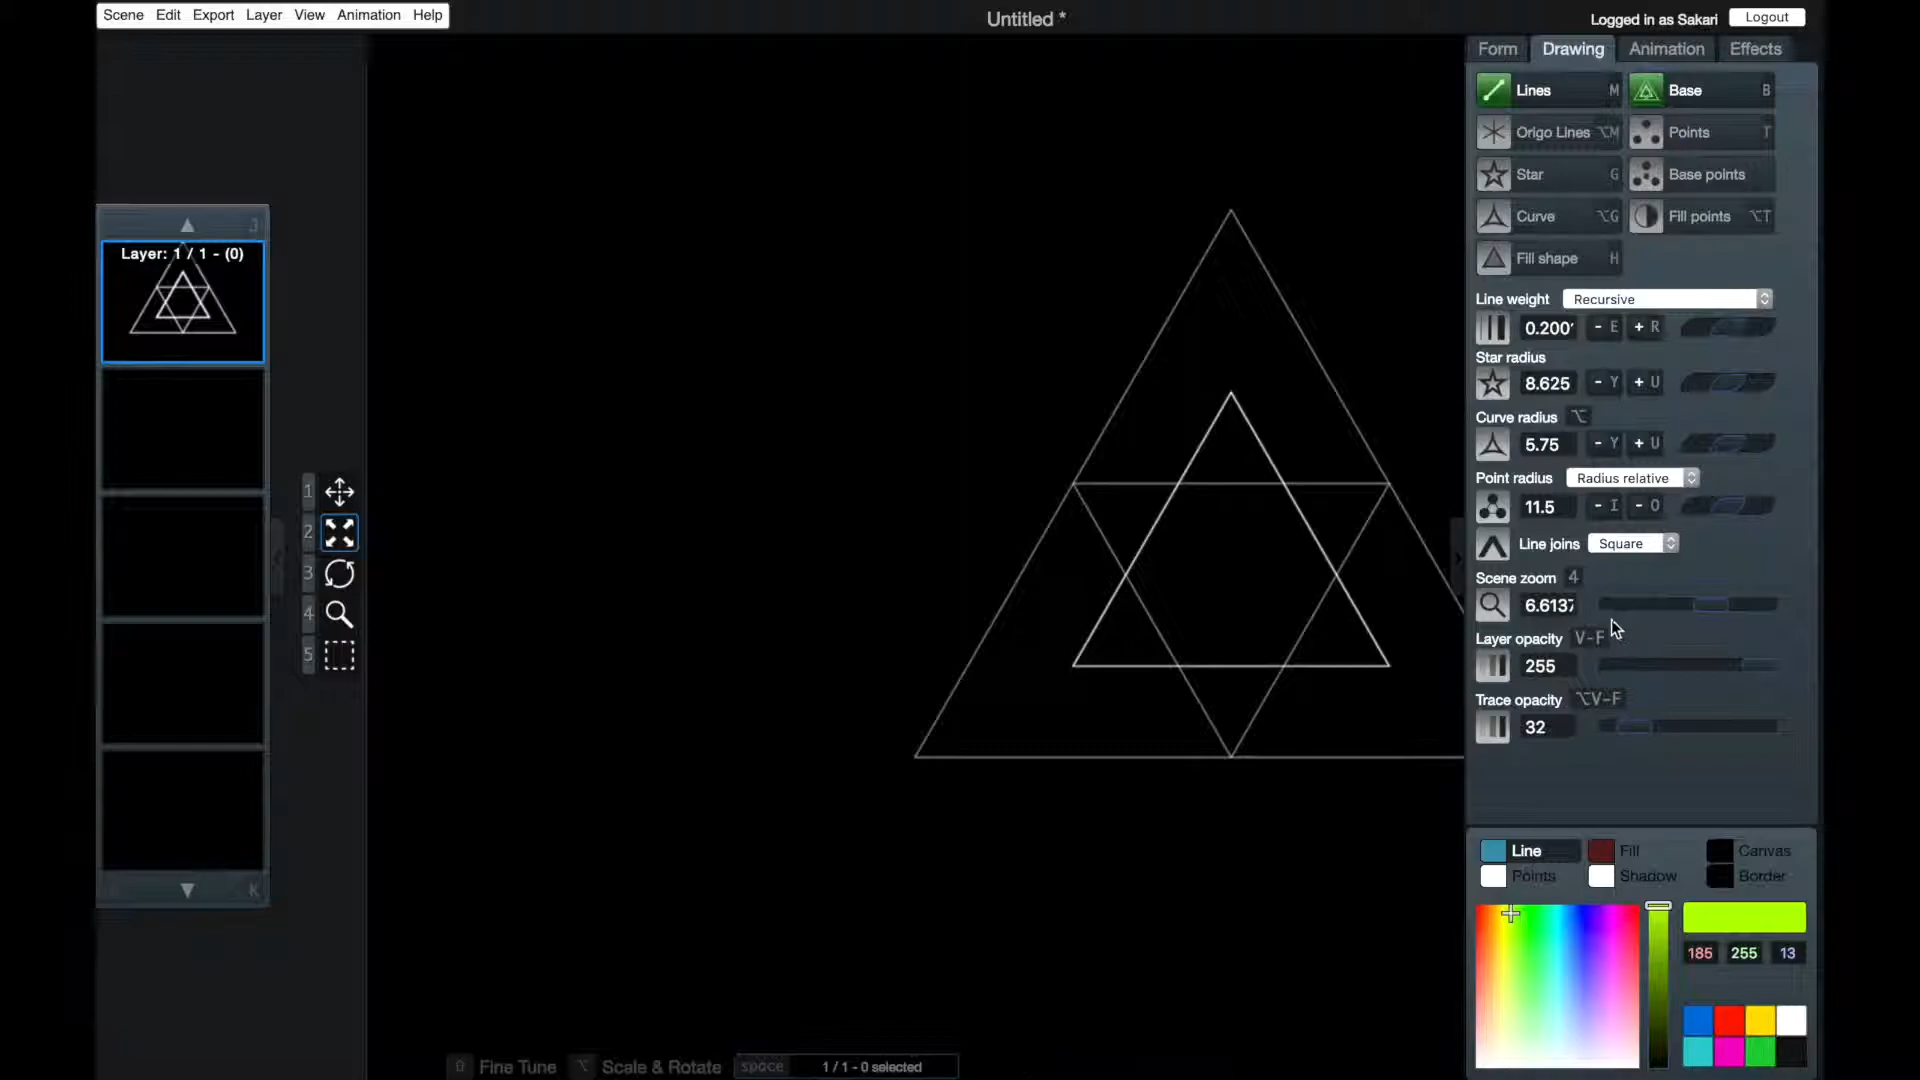 Scene Edit Export Layer View Animation Help
Untitled *
Logged in as Sakari
Logout
Form Drawing Animation Effects
Lines M
Base B
Origo Lines ⌥M
Points T
Star G
Base points
Curve ⌥G
Fill points ⌥T
Fill shape H
Line weight Recursive
0.200 - E + R
Star radius
8.625 - Y + U
Curve radius ⌥
5.75 - Y + U
Point radius Radius relative
11.5 - I - O
Line joins Square
Scene zoom 4
6.6137
Layer opacity V-F
255
Trace opacity ⌥V-F
32
Line Fill Canvas
Points Shadow Border
185 255 13
J
Layer: 1 / 1 - (0)
K
1
2
3
4
5
⇧ Fine Tune ⌥ Scale & Rotate space 1 / 1 - 0 selected